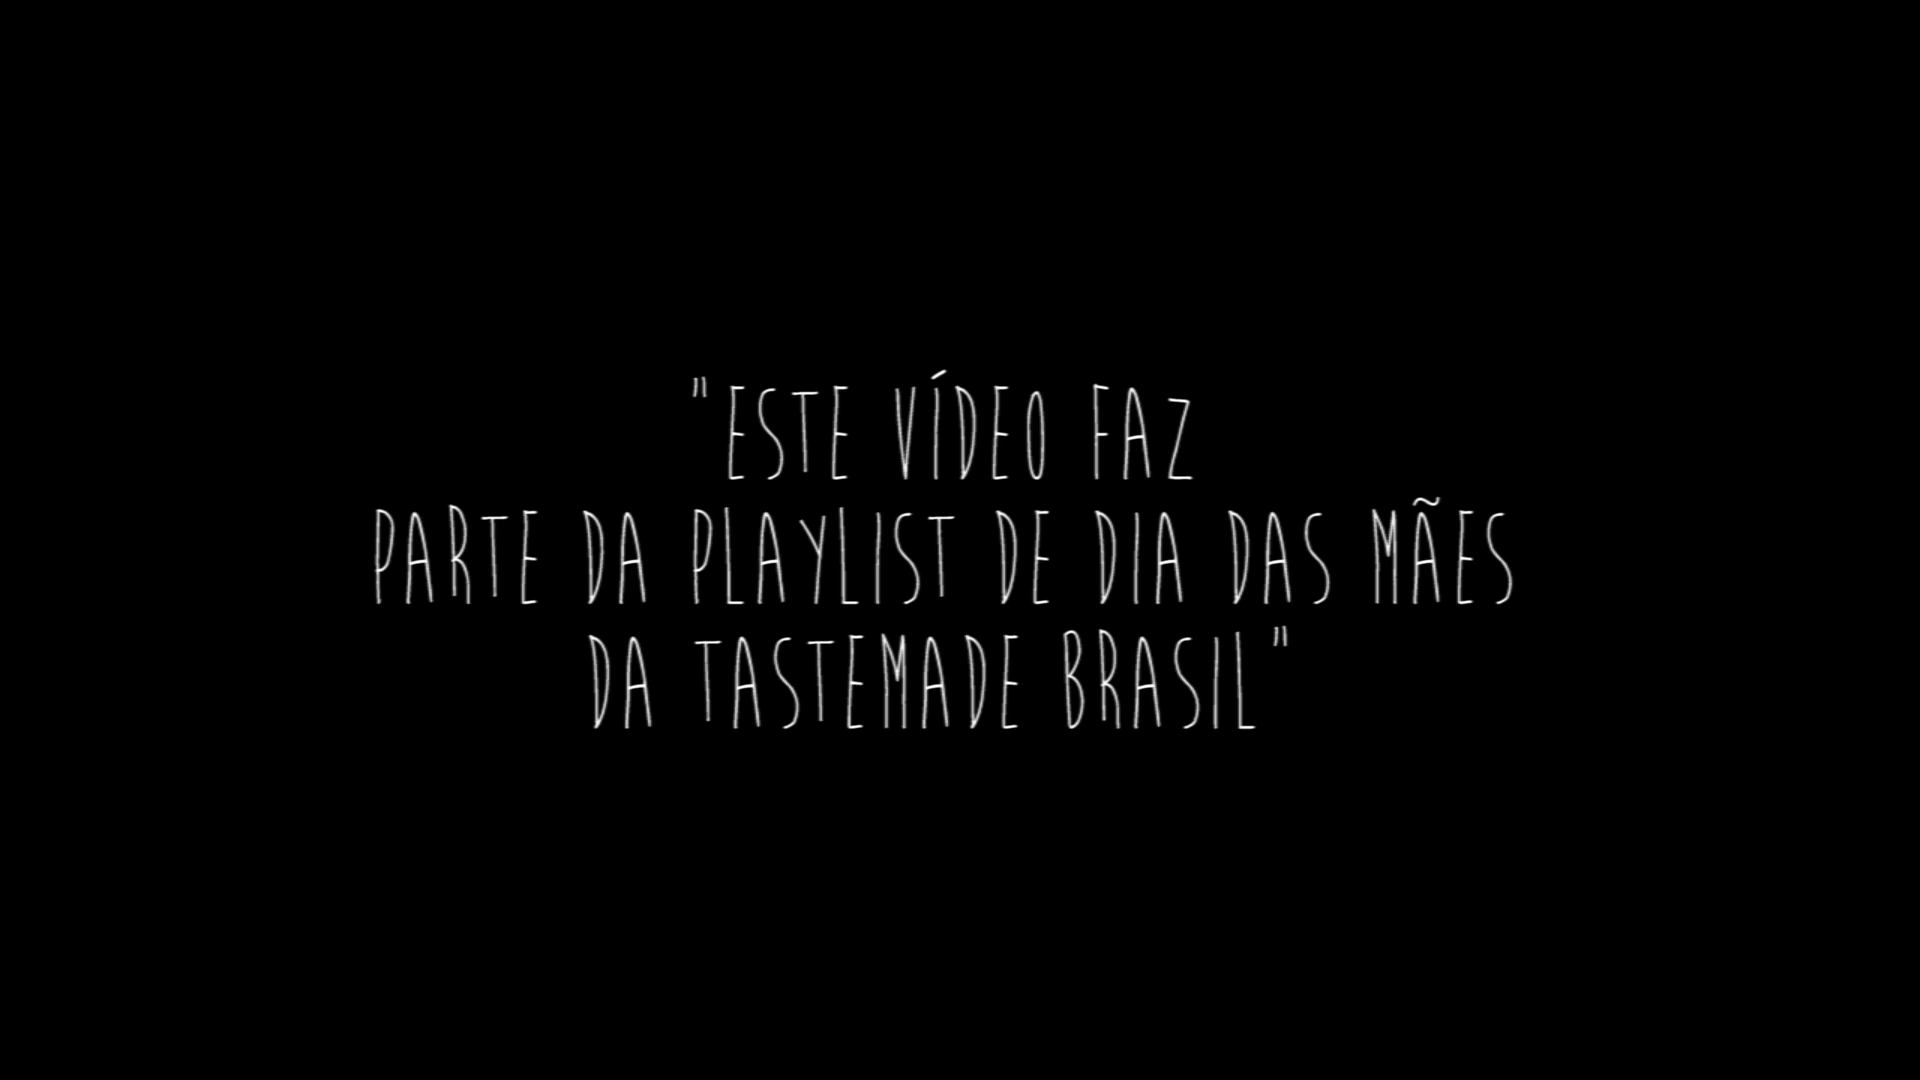 "ESTE VÍDEO FAZ
PARTE DA PLAYLIST DE DIA DAS MÃES
DA TASTEMADE BRASIL"